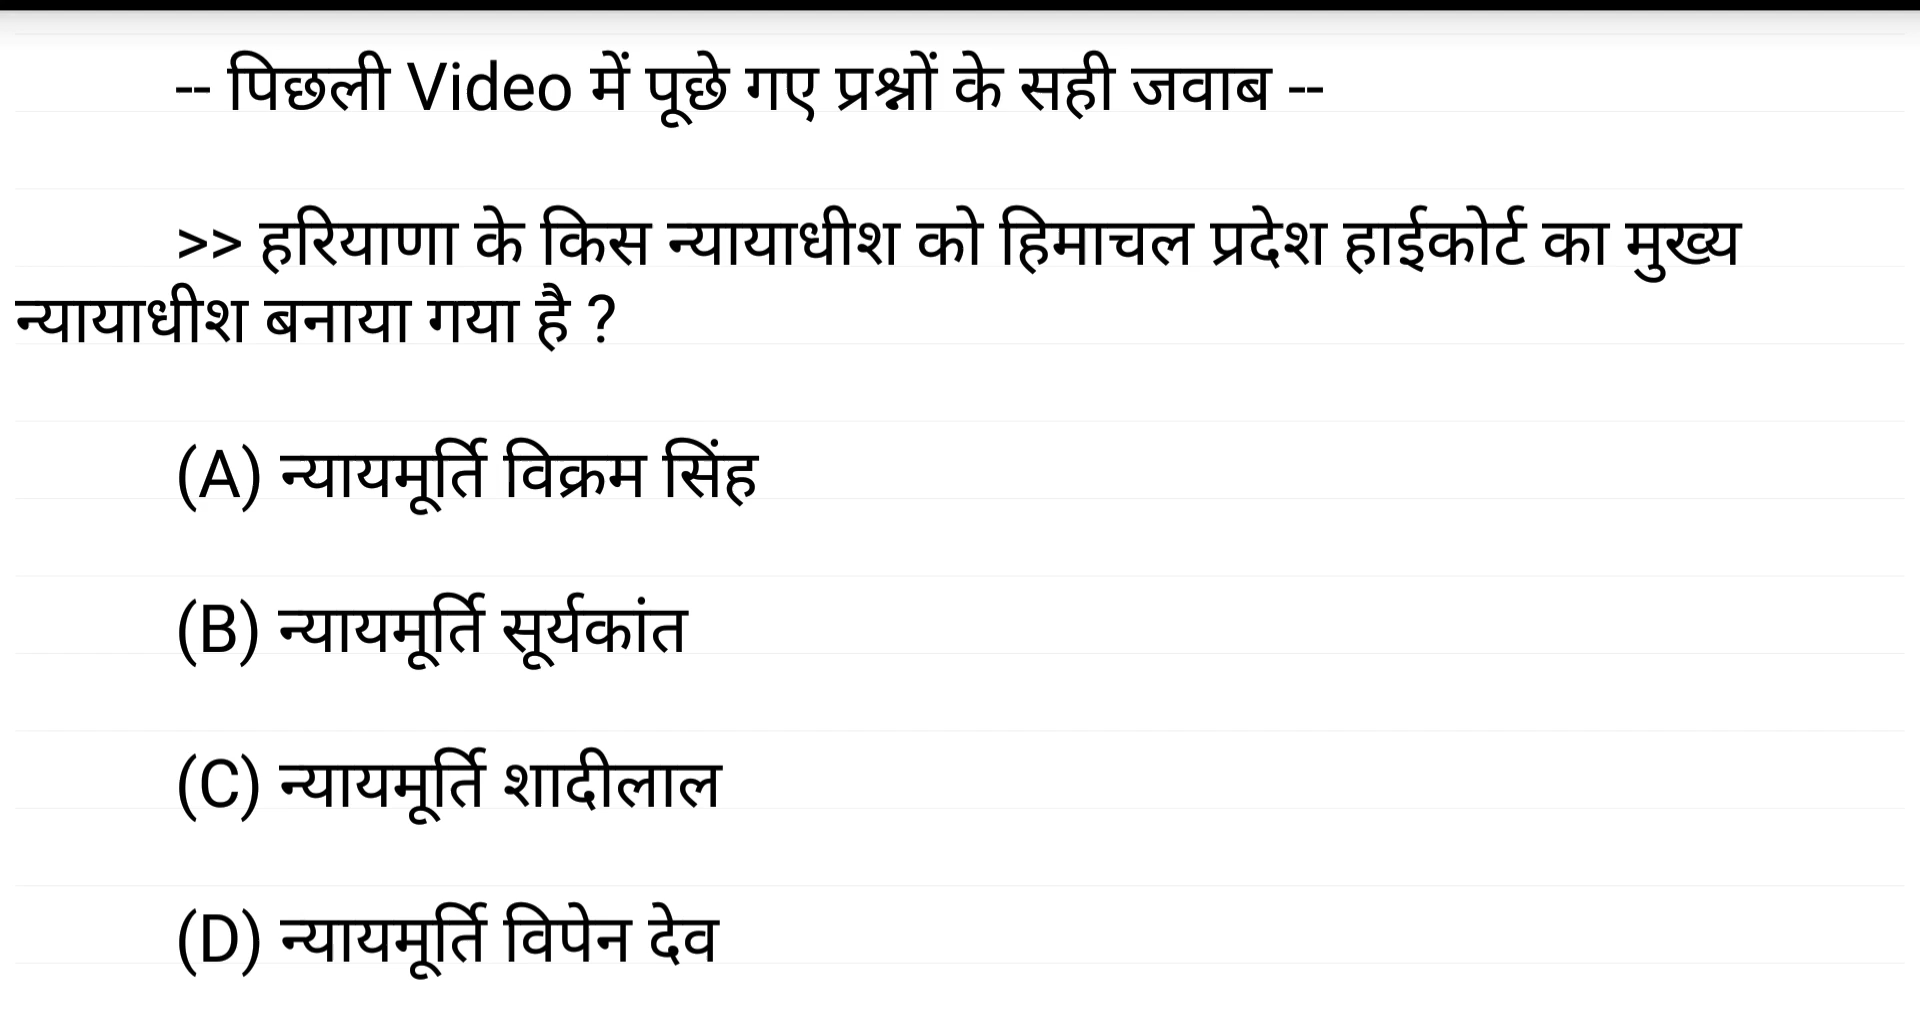 -- पिछली Video में पूछे गए प्रश्नों के सही जवाब --
>> हरियाणा के किस न्यायाधीश को हिमाचल प्रदेश हाईकोर्ट का मुख्य
न्यायाधीश बनाया गया है ?
(A) न्यायमूर्ति विक्रम सिंह
(B) न्यायमूर्ति सूर्यकांत
(C) न्यायमूर्ति शादीलाल
(D) न्यायमूर्ति विपेन देव